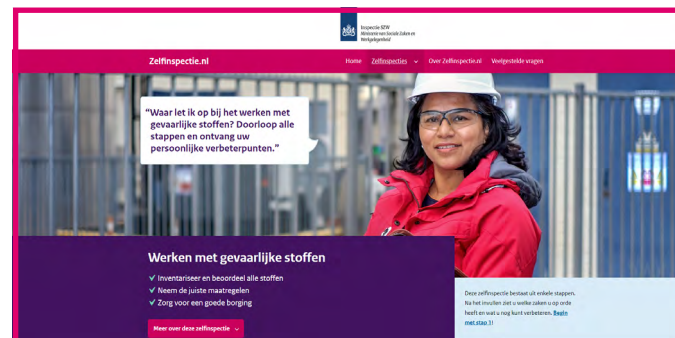 Inspectie SZW
Ministerie van Sociale Zaken en
Werkgelegenheid
Zelfinspectie.nl
Home Zelfinspecties Over Zelfinspectie.nl Veelgestelde vragen
“Waar let ik op bij het werken met
gevaarlijke stoffen? Doorloop alle
stappen en ontvang uw
persoonlijke verbeterpunten.”
Werken met gevaarlijke stoffen
Inventariseer en beoordeel alle stoffen
Neem de juiste maatregelen
Zorg voor een goede borging
Meer over deze zelfinspectie
Deze zelfinspectie bestaat uit enkele stappen.
Na het invullen ziet u welke zaken u op orde
heeft en wat u nog kunt verbeteren. Begin
met stap 1!